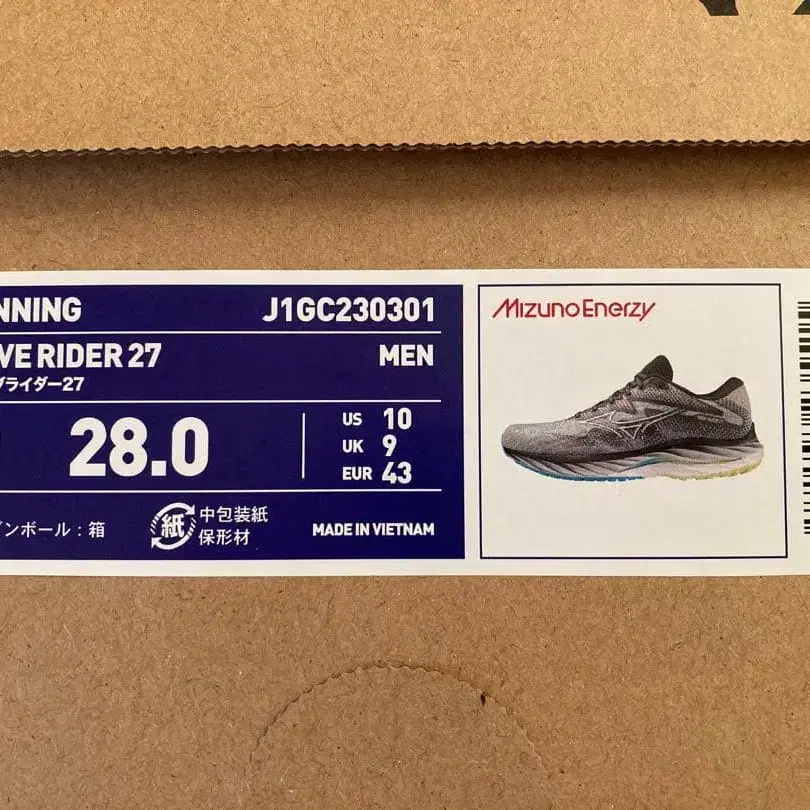 NNING J1GC230301
VE RIDER 27 MEN
ブライダー27
28.0
US 10
UK 9
EUR 43
ンボール：箱
紙 中包装紙
保形材
MADE IN VIETNAM
MizunoEnerzy